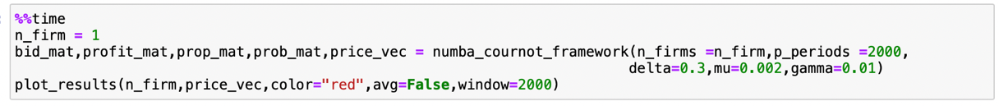 %%time
n_firm = 1
bid_mat,profit_mat,prop_mat,prob_mat,price_vec = numba_cournot_framework(n_firms =n_firm,p_periods =2000,
delta=0.3,mu=0.002,gamma=0.01)
plot_results(n_firm,price_vec,color="red",avg=False,window=2000)